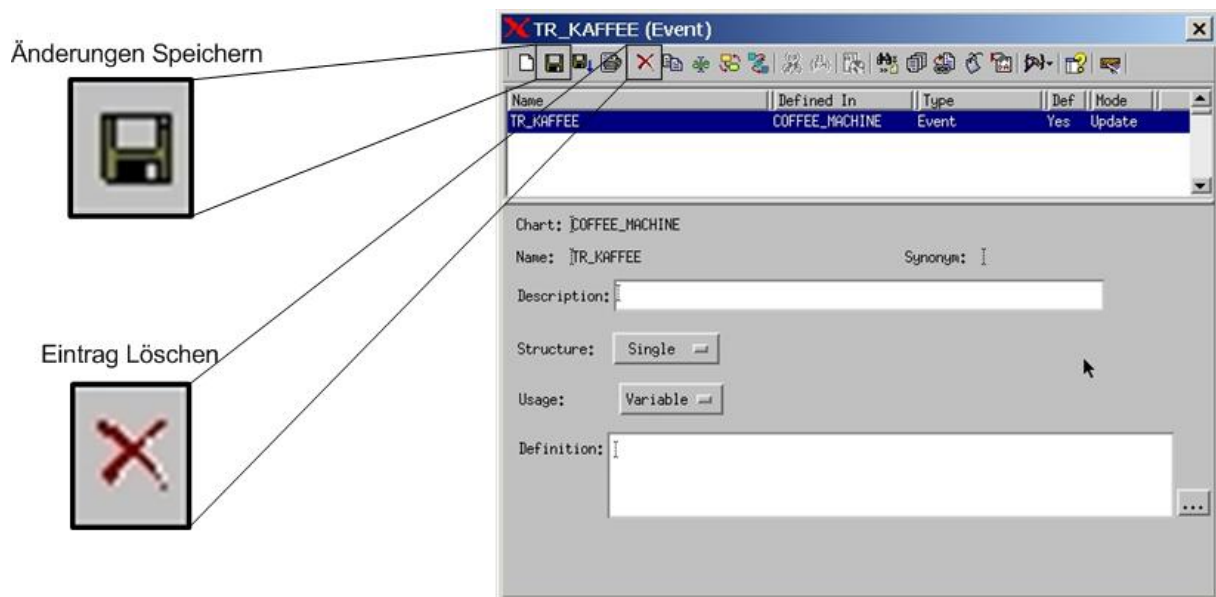 Änderungen Speichern
Eintrag Löschen
TR_KAFFEE (Event)
Name Defined In Type Def Mode
TR_KAFFEE COFFEE_MACHINE Event Yes Update
Chart: COFFEE_MACHINE
Name: TR_KAFFEE Synonym:
Description:
Structure: Single
Usage: Variable
Definition:
...